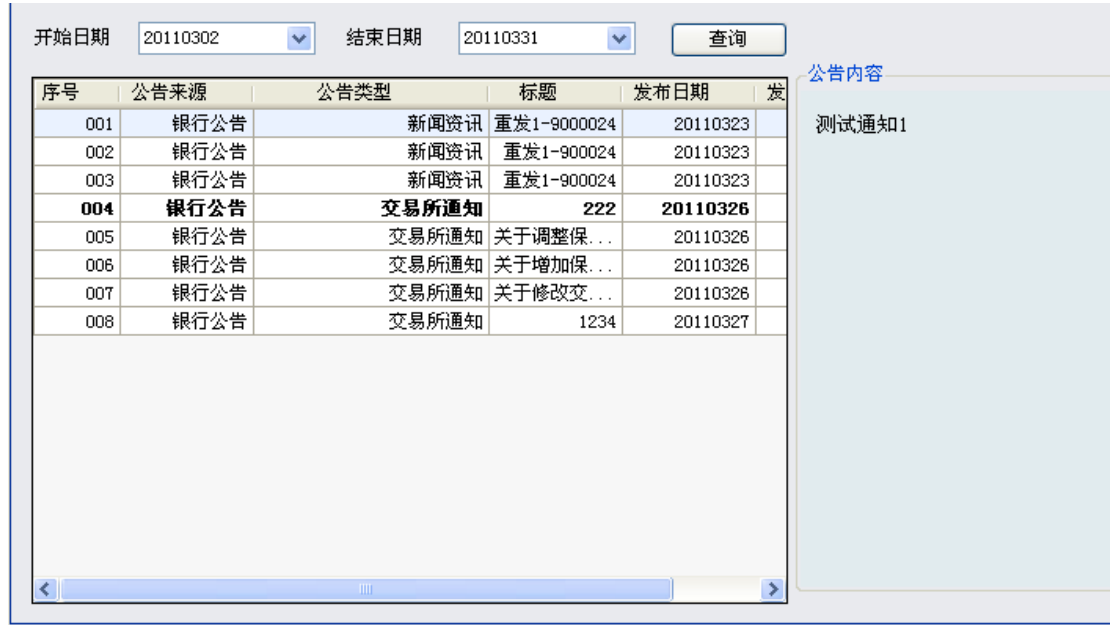 开始日期 20110302 结束日期 20110331 查询
公告内容
序号 公告来源 公告类型 标题 发布日期 发
测试通知1
001 银行公告 新闻资讯 重发1-9000024 20110323
002 银行公告 新闻资讯 重发1-900024 20110323
003 银行公告 新闻资讯 重发1-900024 20110323
004 银行公告 交易所通知 222 20110326
005 银行公告 交易所通知 关于调整保... 20110326
006 银行公告 交易所通知 关于增加保... 20110326
007 银行公告 交易所通知 关于修改交... 20110326
008 银行公告 交易所通知 1234 20110327